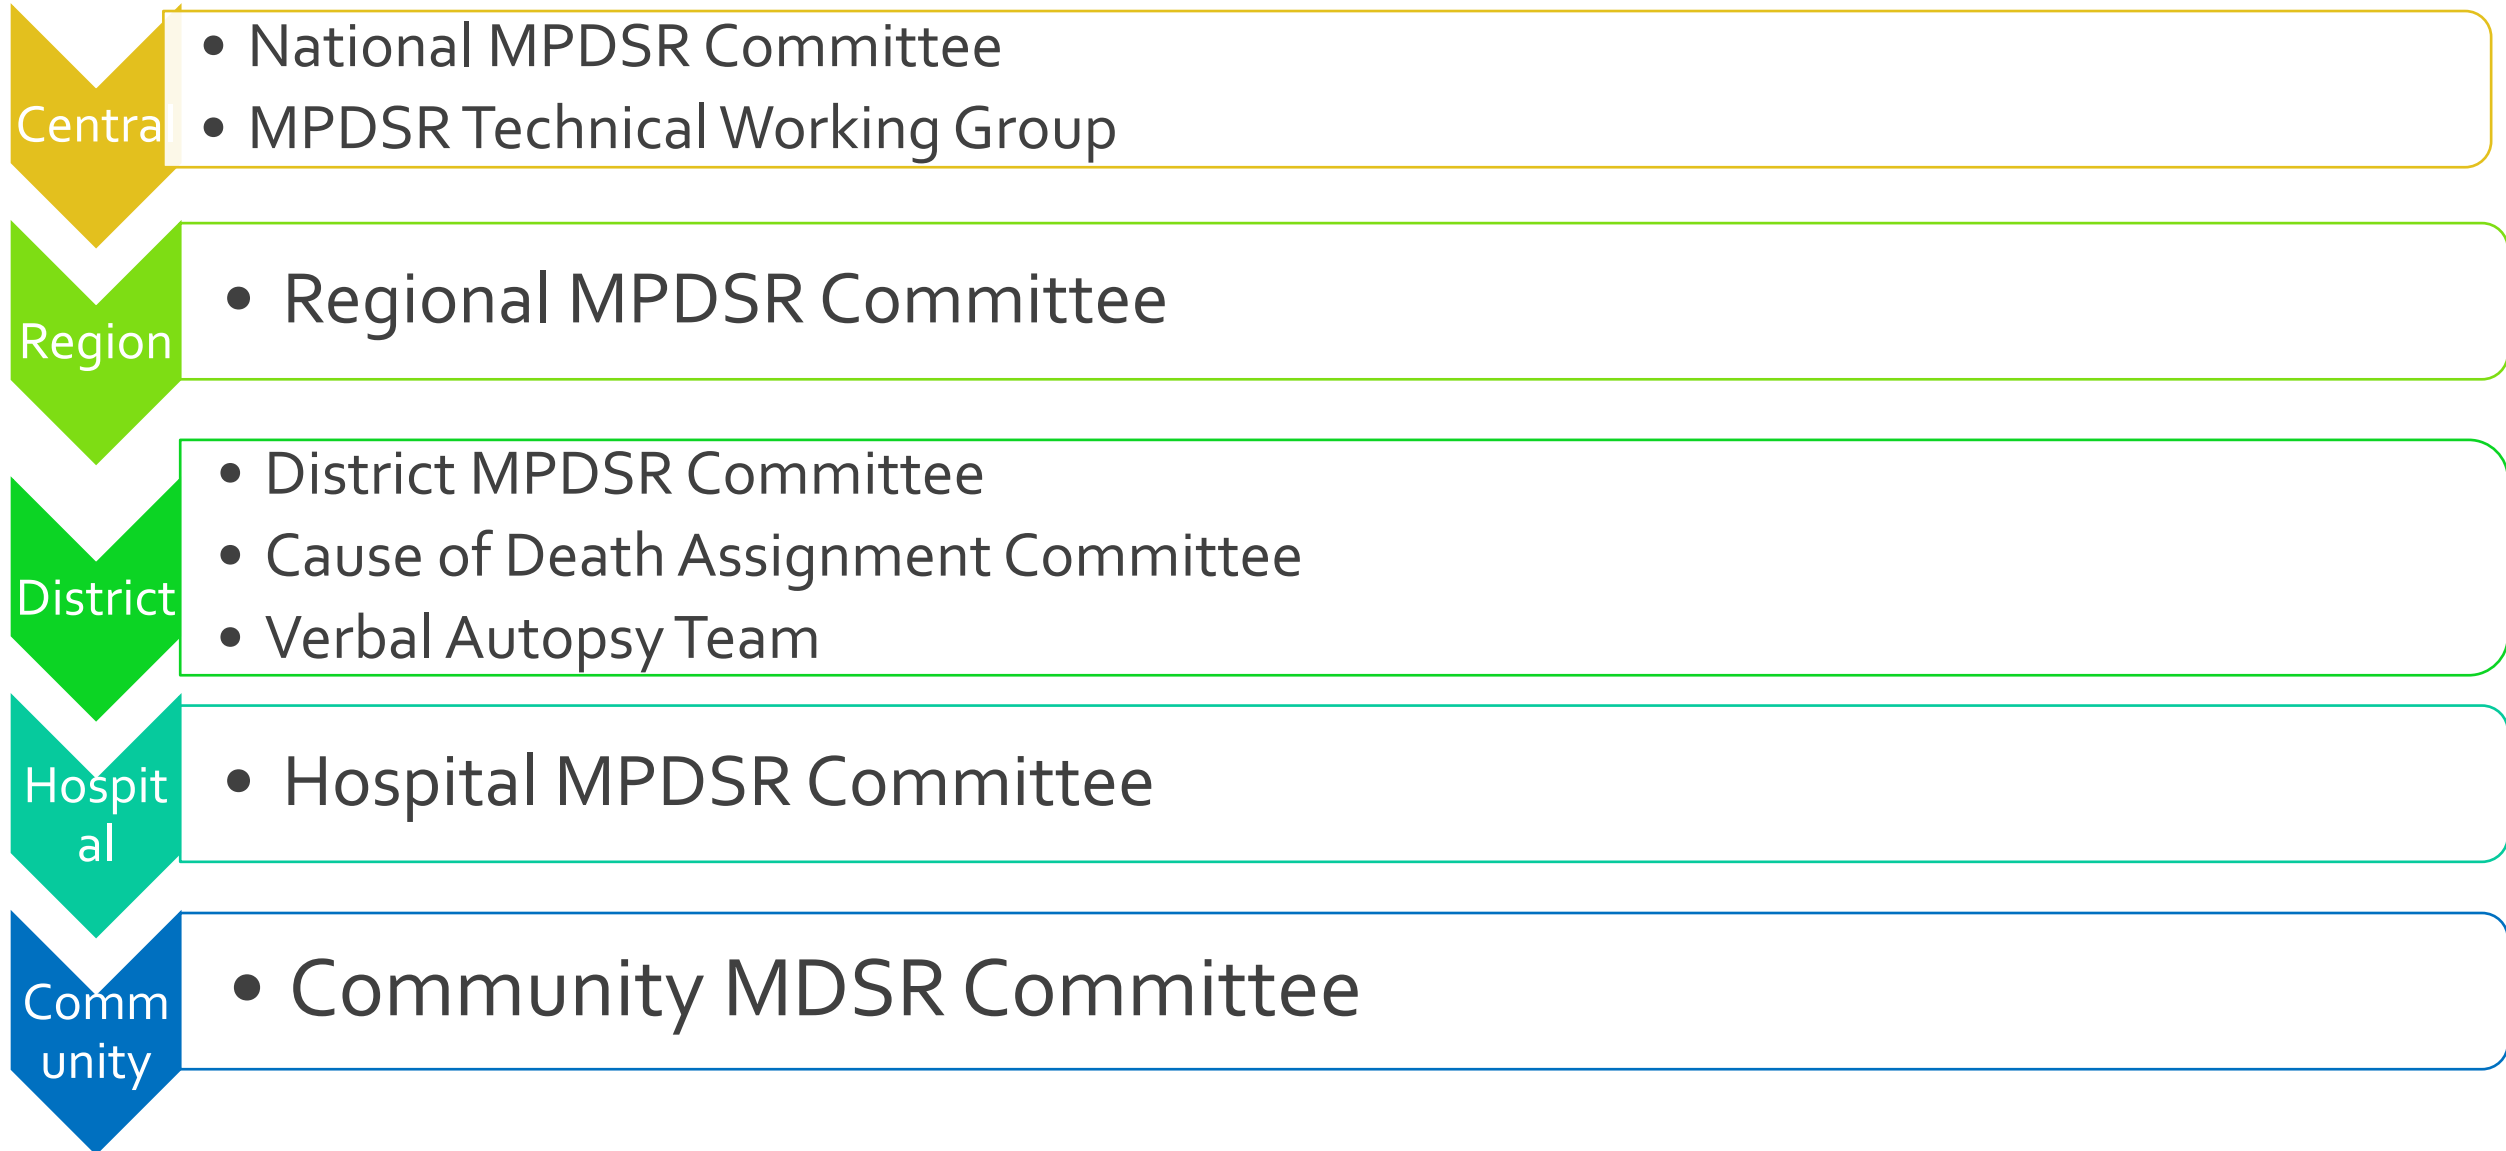 Central
• National MPDSR Committee
• MPDSR Technical Working Group
Region
• Regional MPDSR Committee
District
• District MPDSR Committee
• Cause of Death Assignment Committee
• Verbal Autopsy Team
Hospit
al
• Hospital MPDSR Committee
Comm
unity
• Community MDSR Committee